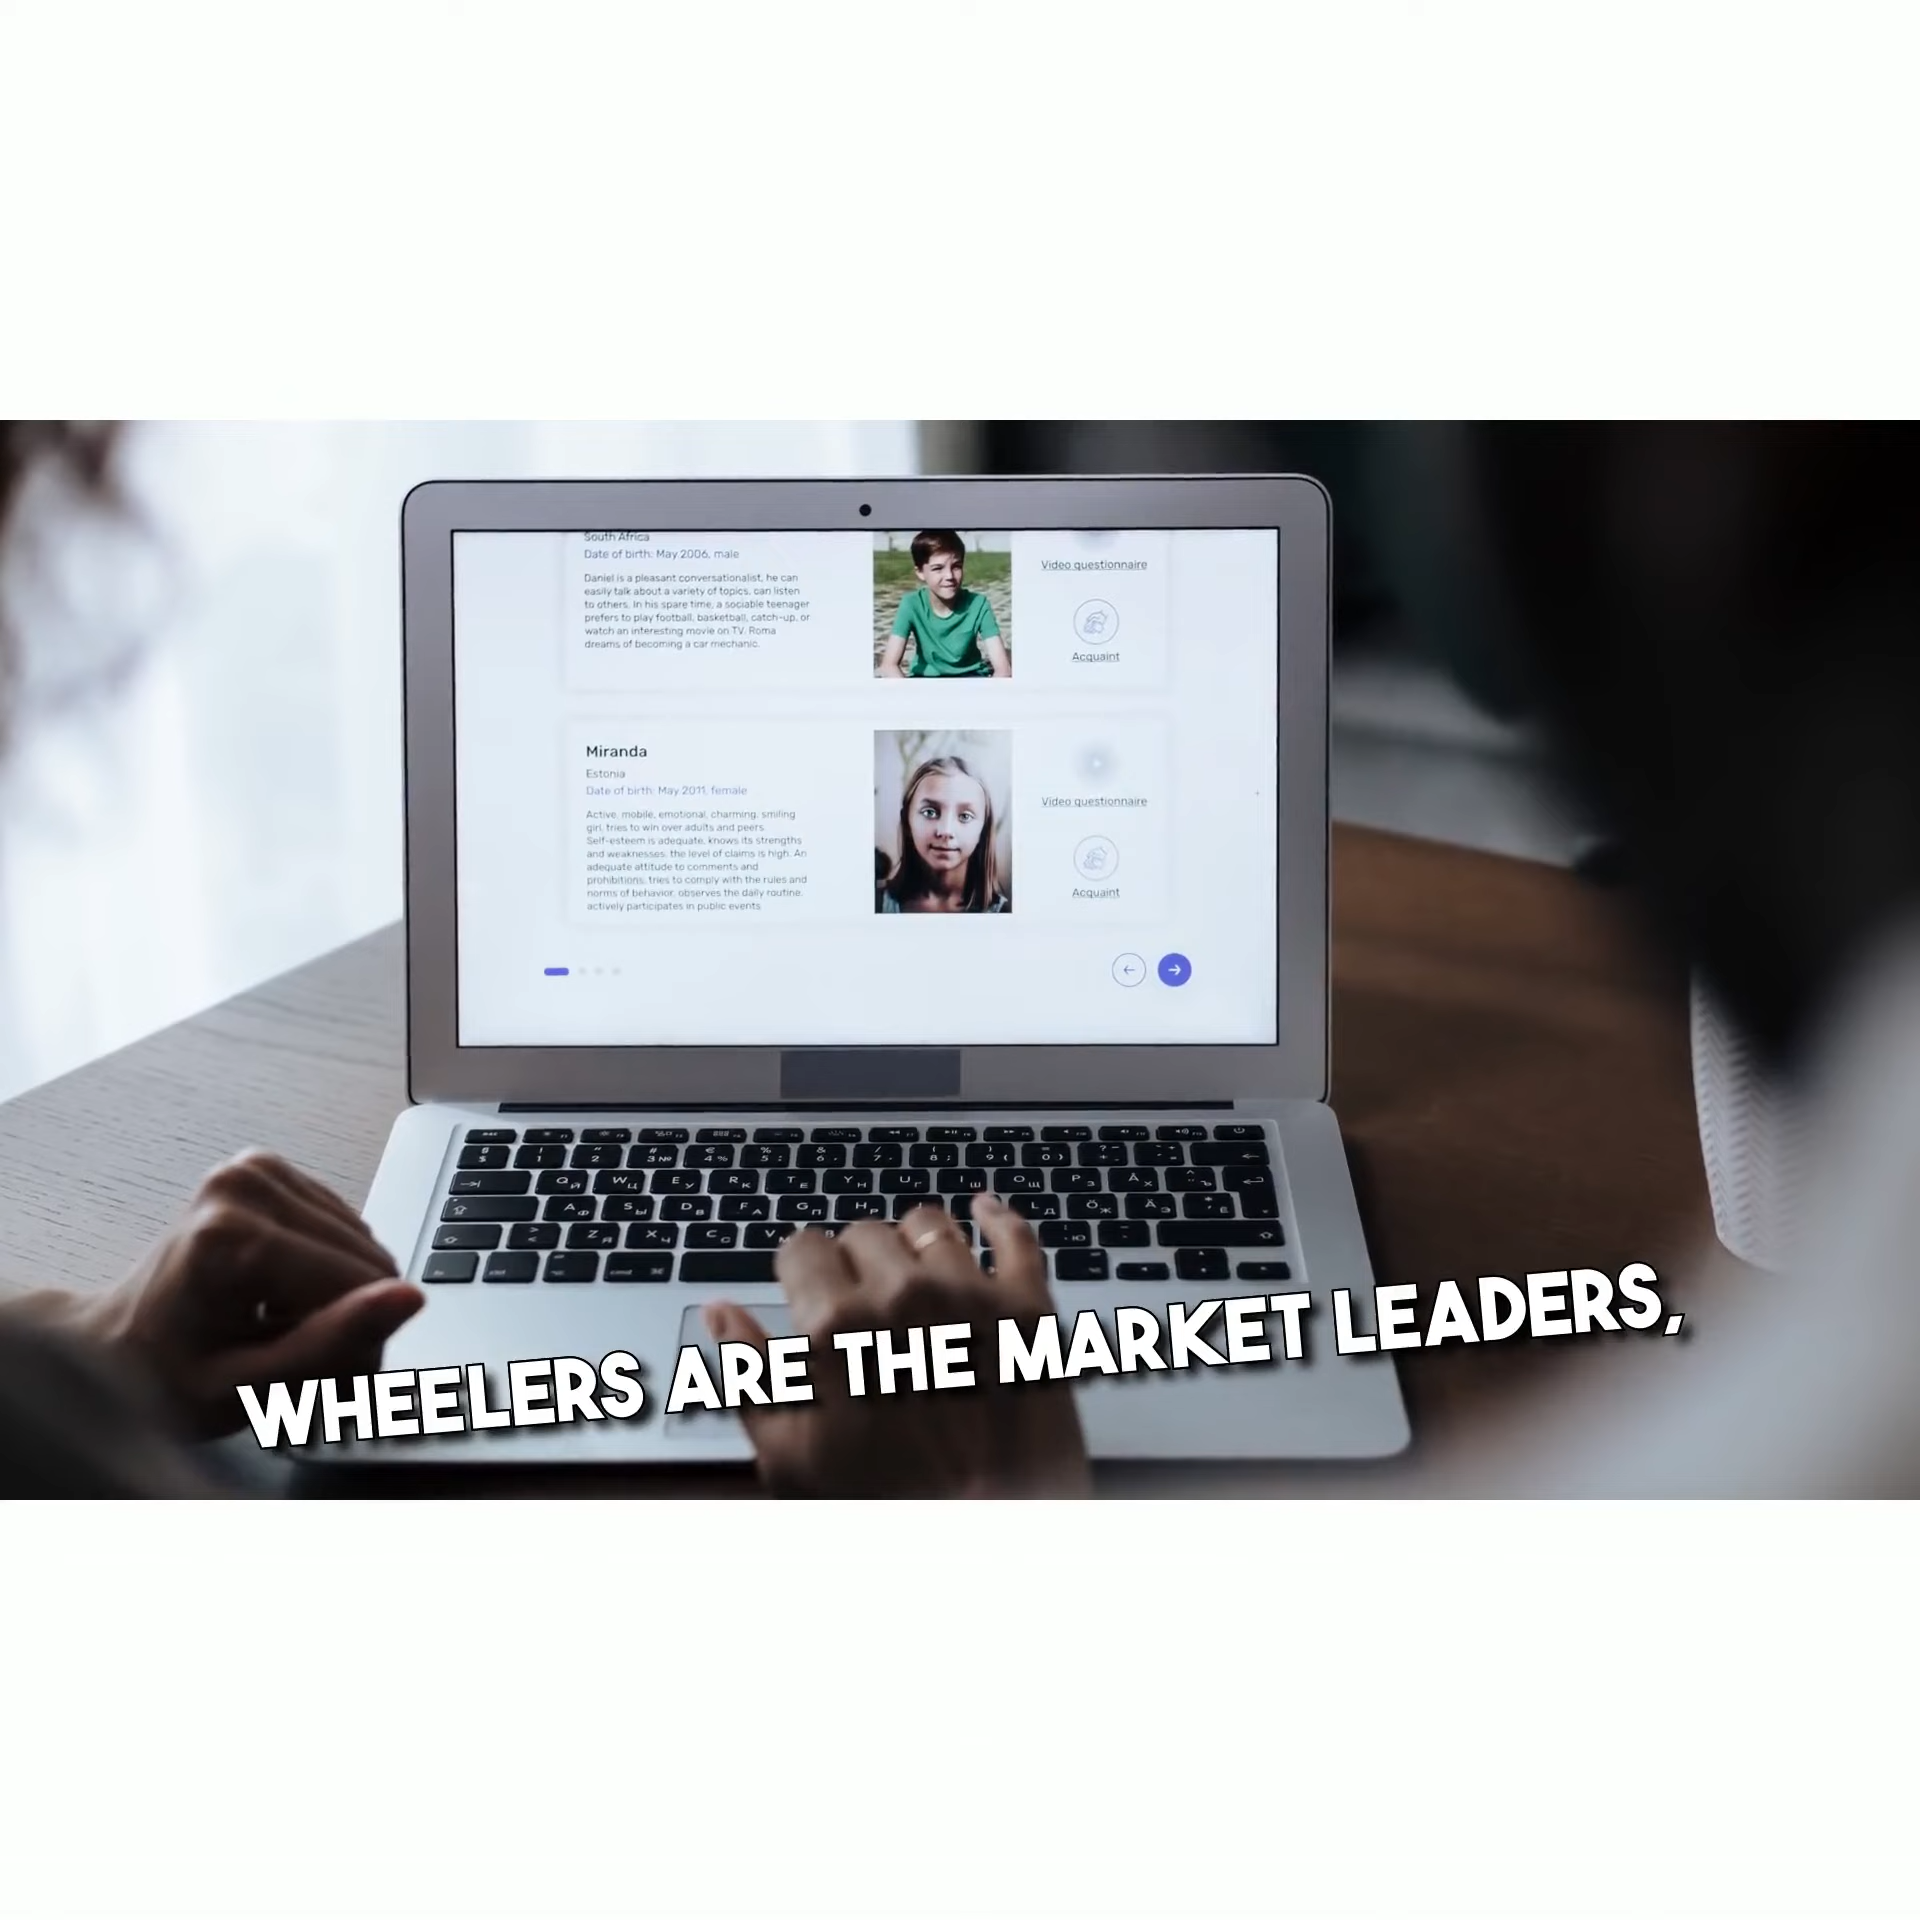 South Africa
Date of birth: May 2006, male
Daniel is a pleasant conversationalist, he can
easily talk about a variety of topics, can listen
to others. In his spare time, a sociable teenager
prefers to play football, basketball, catch-up, or
watch an interesting movie on TV. Roma
dreams of becoming a car mechanic.
Video questionnaire
Acquaint
Miranda
Estonia
Date of birth: May 2011, female
Active, mobile, emotional, charming, smiling
girl, tries to win over adults and peers.
Self-esteem is adequate, knows its strengths
and weaknesses, the level of claims is high. An
adequate attitude to comments and
prohibitions, tries to comply with the rules and
norms of behavior, observes the daily routine,
actively participates in public events
Video questionnaire
Acquaint
WHEELERS ARE THE MARKET LEADERS,